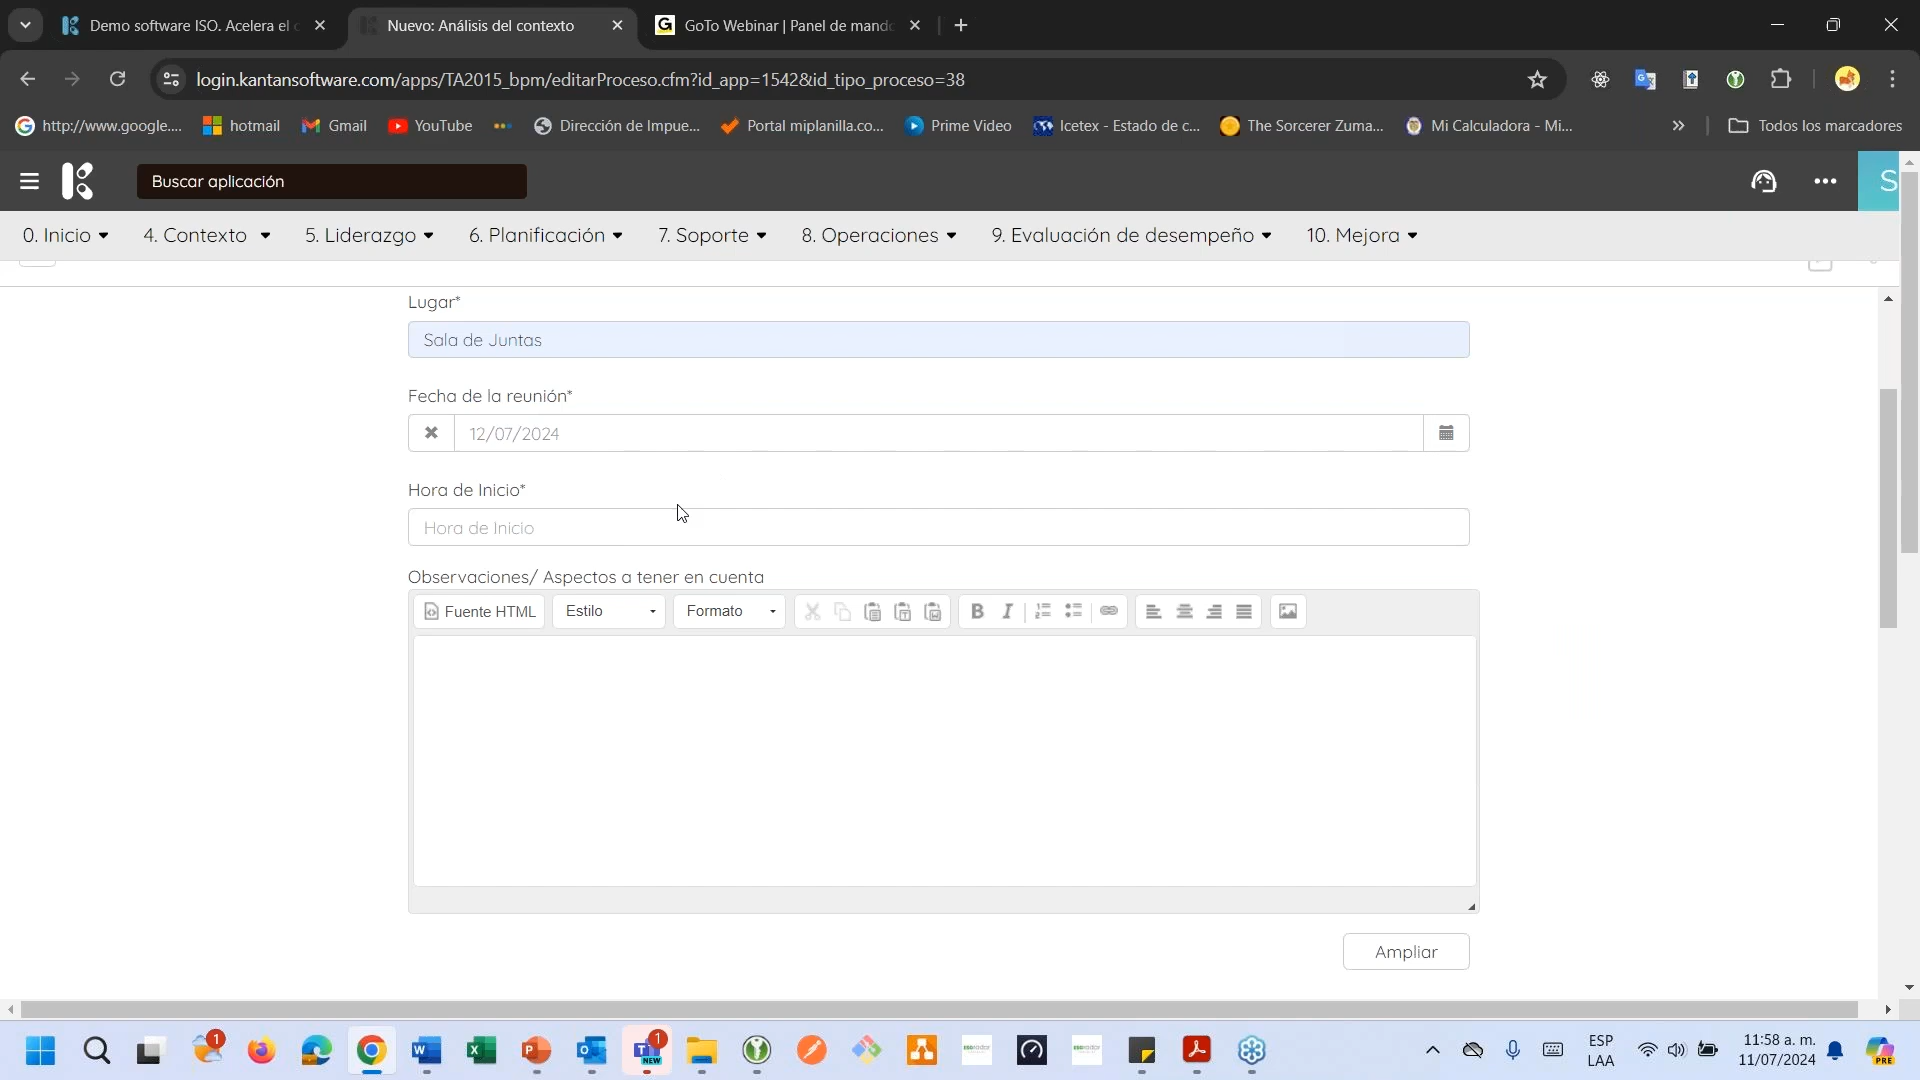 Demo software ISO. Acelera el c
Nuevo: Análisis del contexto
G GoTo Webinar | Panel de mando
login.kantansoftware.com/apps/TA2015_bpm/editarProceso.cfm?id_app=1542&id_tipo_proceso=38
http://www.google.... hotmail Gmail YouTube Dirección de Impue... Portal miplanilla.co... Prime Video Icetex - Estado de c... The Sorcerer Zuma... Mi Calculadora - Mi... » Todos los marcadores
Buscar aplicación
S
0. Inicio 4. Contexto 5. Liderazgo 6. Planificación 7. Soporte 8. Operaciones 9. Evaluación de desempeño 10. Mejora
Lugar*
Sala de Juntas
Fecha de la reunión*
12/07/2024
Hora de Inicio*
Hora de Inicio
Observaciones/ Aspectos a tener en cuenta
Fuente HTML Estilo Formato B I
Ampliar
1
1
NEW
ESP
LAA
11:58 a. m.
11/07/2024
PRE